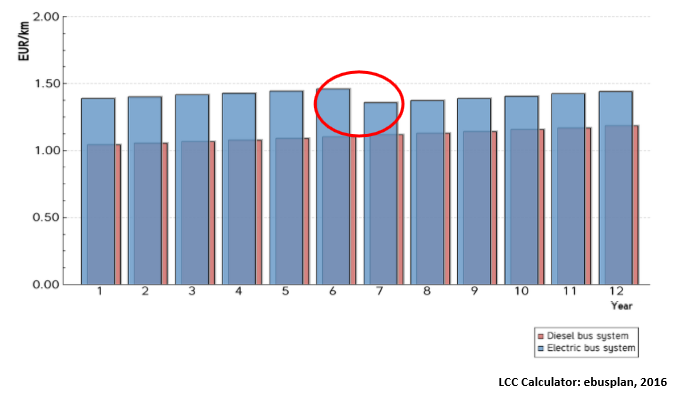 2.00
EUR/km
1.50
1.00
0.50
0.00
1 2 3 4 5 6 7 8 9 10 11 12
Year
Diesel bus system
Electric bus system
LCC Calculator: ebusplan, 2016